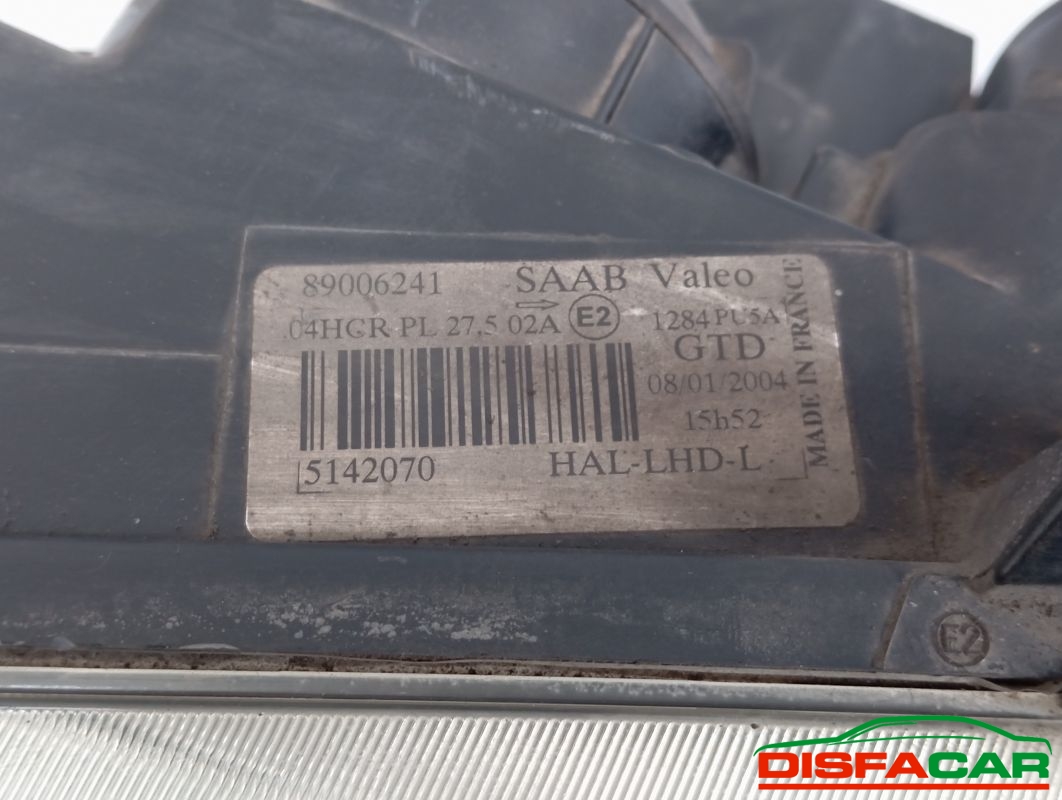 89006241 SAAB Valeo
04HCR PL 27,5 02A E2 1284 PU5A
GTD
08/01/2004
15h52
5142070 HAL-LHD-L
MADE IN FRANCE
E2
DISFACAR